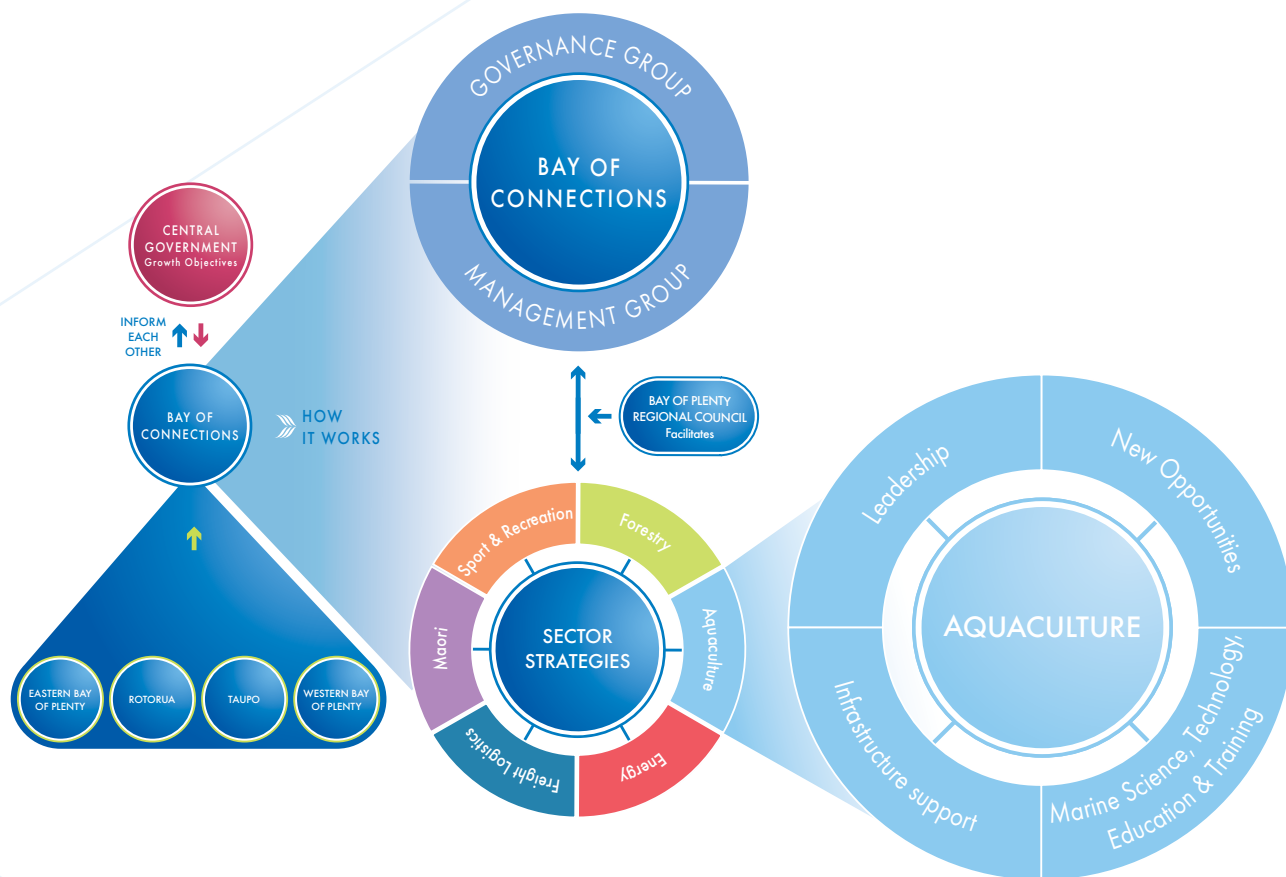 GOVERNANCE GROUP
BAY OF
CONNECTIONS
MANAGEMENT GROUP
CENTRAL
GOVERNMENT
Growth Objectives
INFORM
EACH
OTHER
BAY OF
CONNECTIONS
HOW
IT WORKS
BAY OF PLENTY
REGIONAL COUNCIL
Facilitates
EASTERN BAY
OF PLENTY
ROTORUA
TAUPO
WESTERN BAY
OF PLENTY
Sport & Recreation
Forestry
Maori
SECTOR
STRATEGIES
Aquaculture
Freight Logistics
Energy
Leadership
New Opportunities
AQUACULTURE
Infrastructure support
Marine Science, Technology,
Education & Training